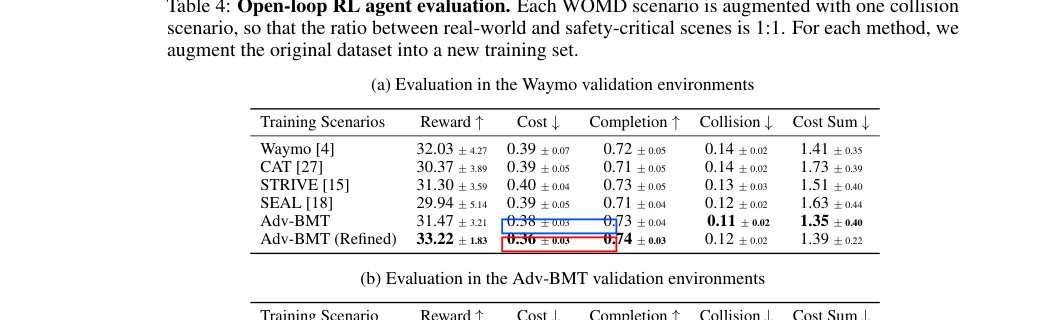 Table 4: Open-loop RL agent evaluation. Each WOMD scenario is augmented with one collision
scenario, so that the ratio between real-world and safety-critical scenes is 1:1. For each method, we
augment the original dataset into a new training set.
(a) Evaluation in the Waymo validation environments
Training Scenarios Reward ↑ Cost ↓ Completion ↑ Collision ↓ Cost Sum ↓
Waymo [4] 32.03 ± 4.27 0.39 ± 0.07 0.72 ± 0.05 0.14 ± 0.02 1.41 ± 0.35
CAT [27] 30.37 ± 3.89 0.39 ± 0.05 0.71 ± 0.05 0.14 ± 0.02 1.73 ± 0.39
STRIVE [15] 31.30 ± 3.59 0.40 ± 0.04 0.73 ± 0.05 0.13 ± 0.03 1.51 ± 0.40
SEAL [18] 29.94 ± 5.14 0.39 ± 0.05 0.71 ± 0.04 0.12 ± 0.02 1.63 ± 0.44
Adv-BMT 31.47 ± 3.21 0.38 ± 0.03 0.73 ± 0.04 0.11 ± 0.02 1.35 ± 0.40
Adv-BMT (Refined) 33.22 ± 1.83 0.36 ± 0.03 0.74 ± 0.03 0.12 ± 0.02 1.39 ± 0.22
(b) Evaluation in the Adv-BMT validation environments
Training Scenario Reward ↑ Cost ↓ Completion ↑ Collision ↓ Cost Sum ↓